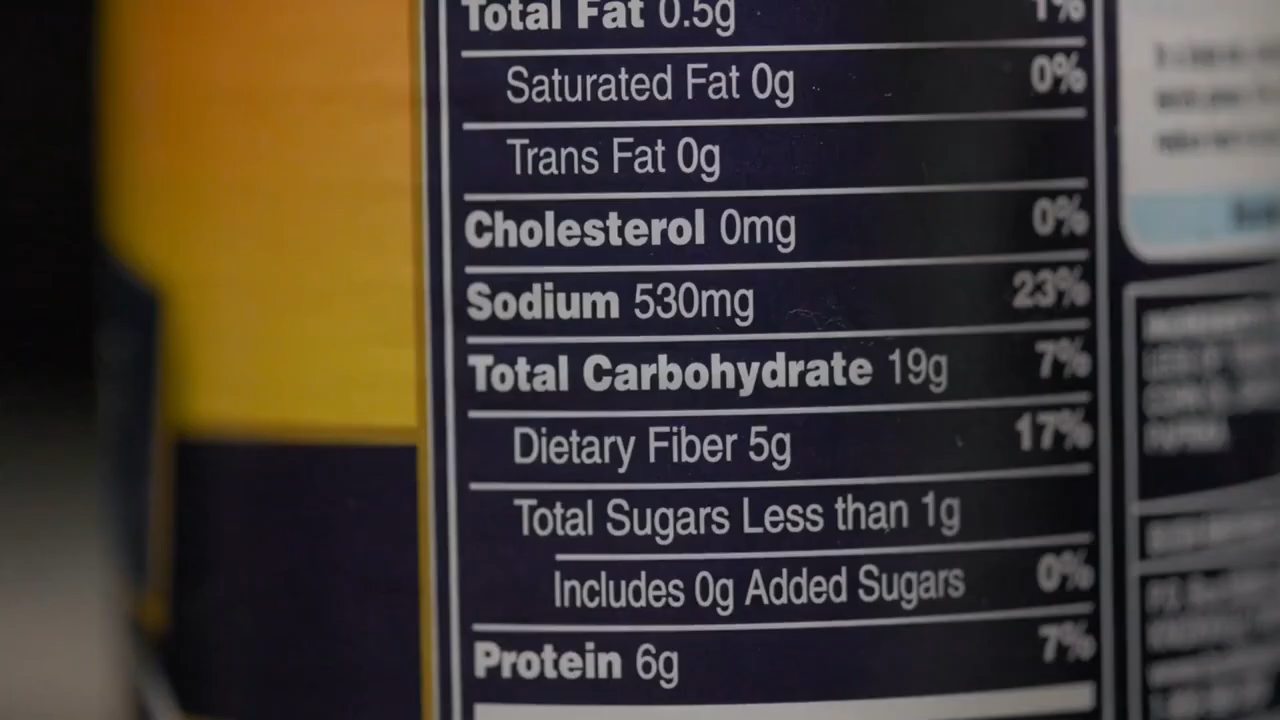 Total Fat 0.5g 1%
Saturated Fat 0g 0%
Trans Fat 0g
Cholesterol 0mg 0%
Sodium 530mg 23%
Total Carbohydrate 19g 7%
Dietary Fiber 5g 17%
Total Sugars Less than 1g
Includes 0g Added Sugars 0%
Protein 6g 7%